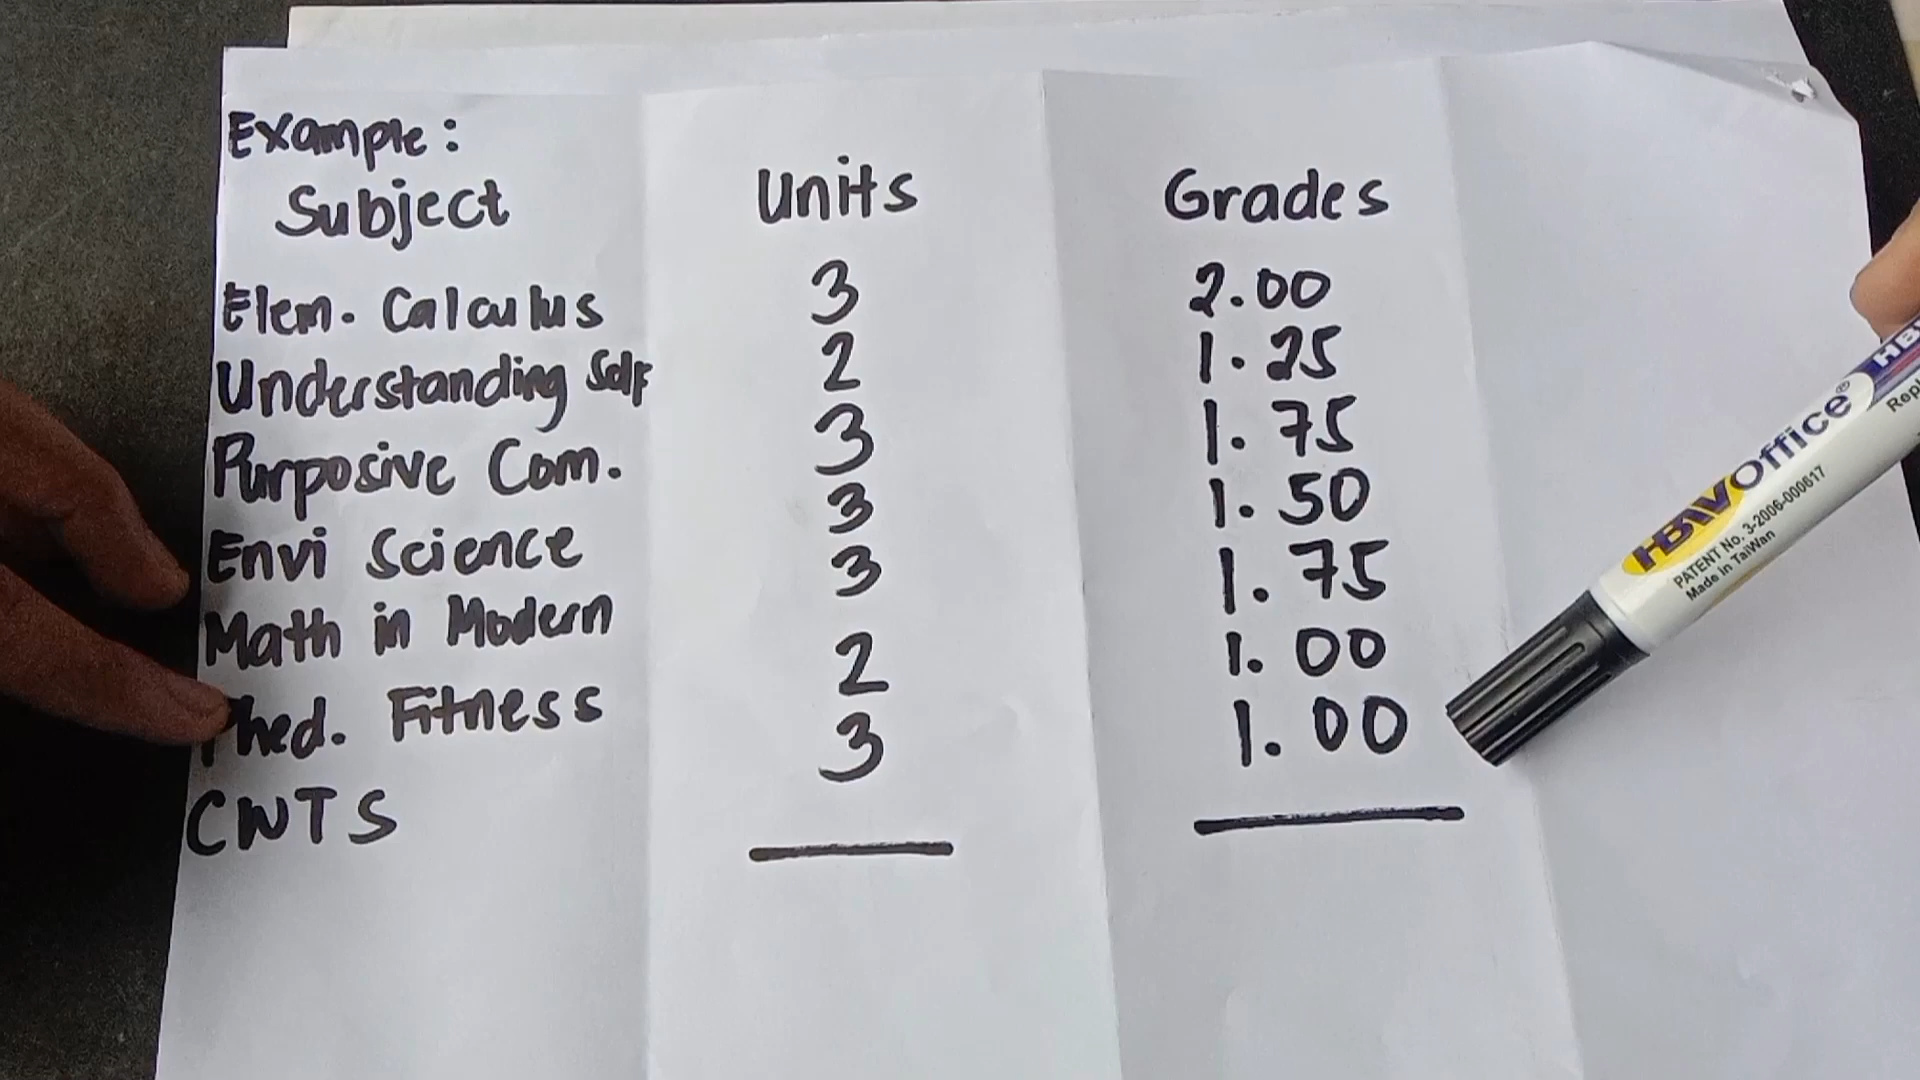 Example:
Subject Units Grades
Elem. Calculus 3 2.00
Understanding Self 2 1.25
Purposive Com. 3 1.75
Envi Science 3 1.50
Math in Modern 3 1.75
Phed. Fitness 2 1.00
CWTS 3 1.00
HBWOffice®
PATENT No. 3-2006-000617
Made in TaiWan